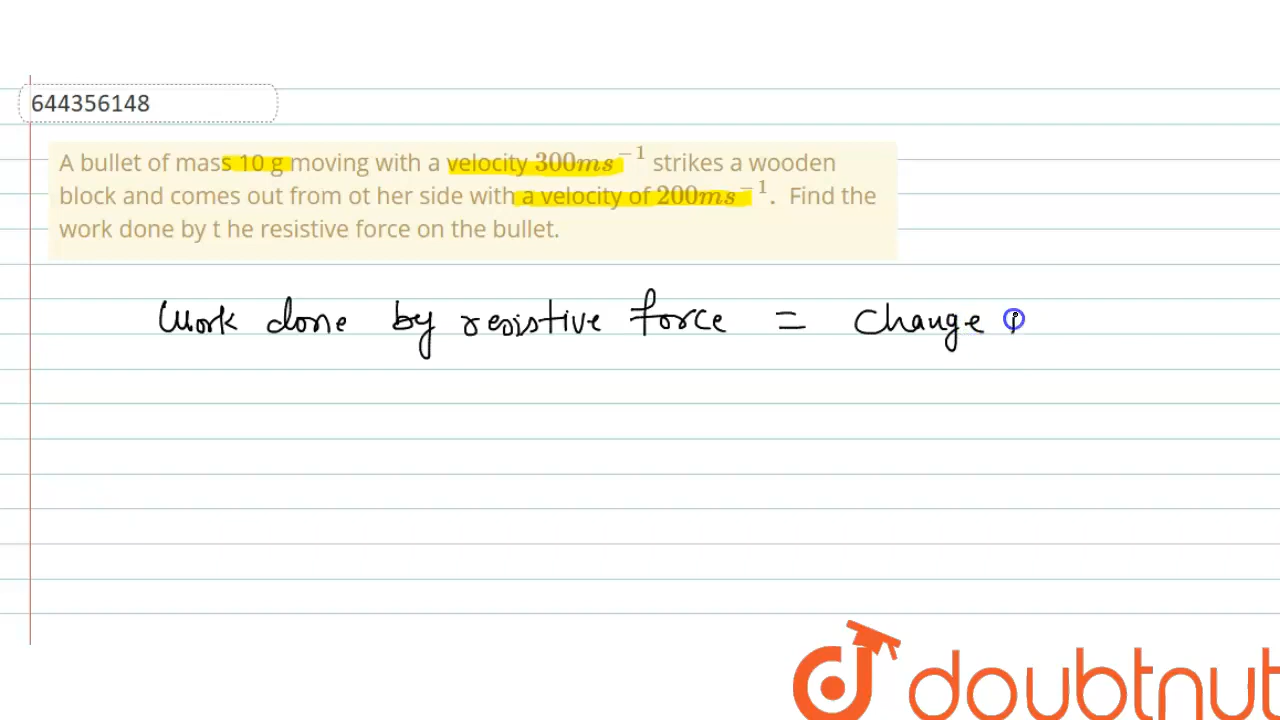 644356148
A bullet of mass 10 g moving with a velocity 300ms⁻¹ strikes a wooden
block and comes out from ot her side with a velocity of 200ms⁻¹. Find the
work done by t he resistive force on the bullet.
Work done by resistive force = Change i
doubtnut